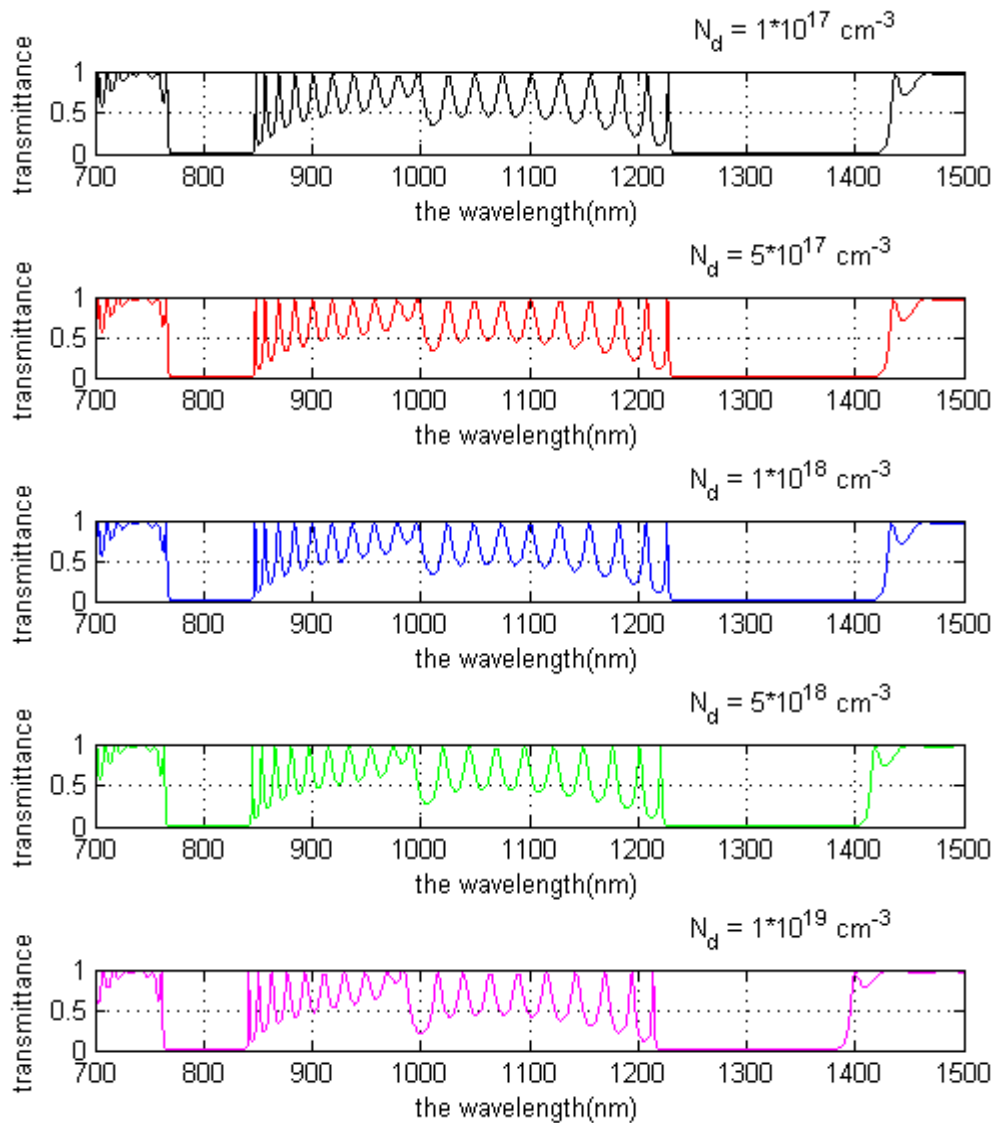 N_d = 1*10^17 cm^-3
transmittance
1
0.5
0
700 800 900 1000 1100 1200 1300 1400 1500
the wavelength(nm)
N_d = 5*10^17 cm^-3
transmittance
1
0.5
0
700 800 900 1000 1100 1200 1300 1400 1500
the wavelength(nm)
N_d = 1*10^18 cm^-3
transmittance
1
0.5
0
700 800 900 1000 1100 1200 1300 1400 1500
the wavelength(nm)
N_d = 5*10^18 cm^-3
transmittance
1
0.5
0
700 800 900 1000 1100 1200 1300 1400 1500
the wavelength(nm)
N_d = 1*10^19 cm^-3
transmittance
1
0.5
0
700 800 900 1000 1100 1200 1300 1400 1500
the wavelength(nm)